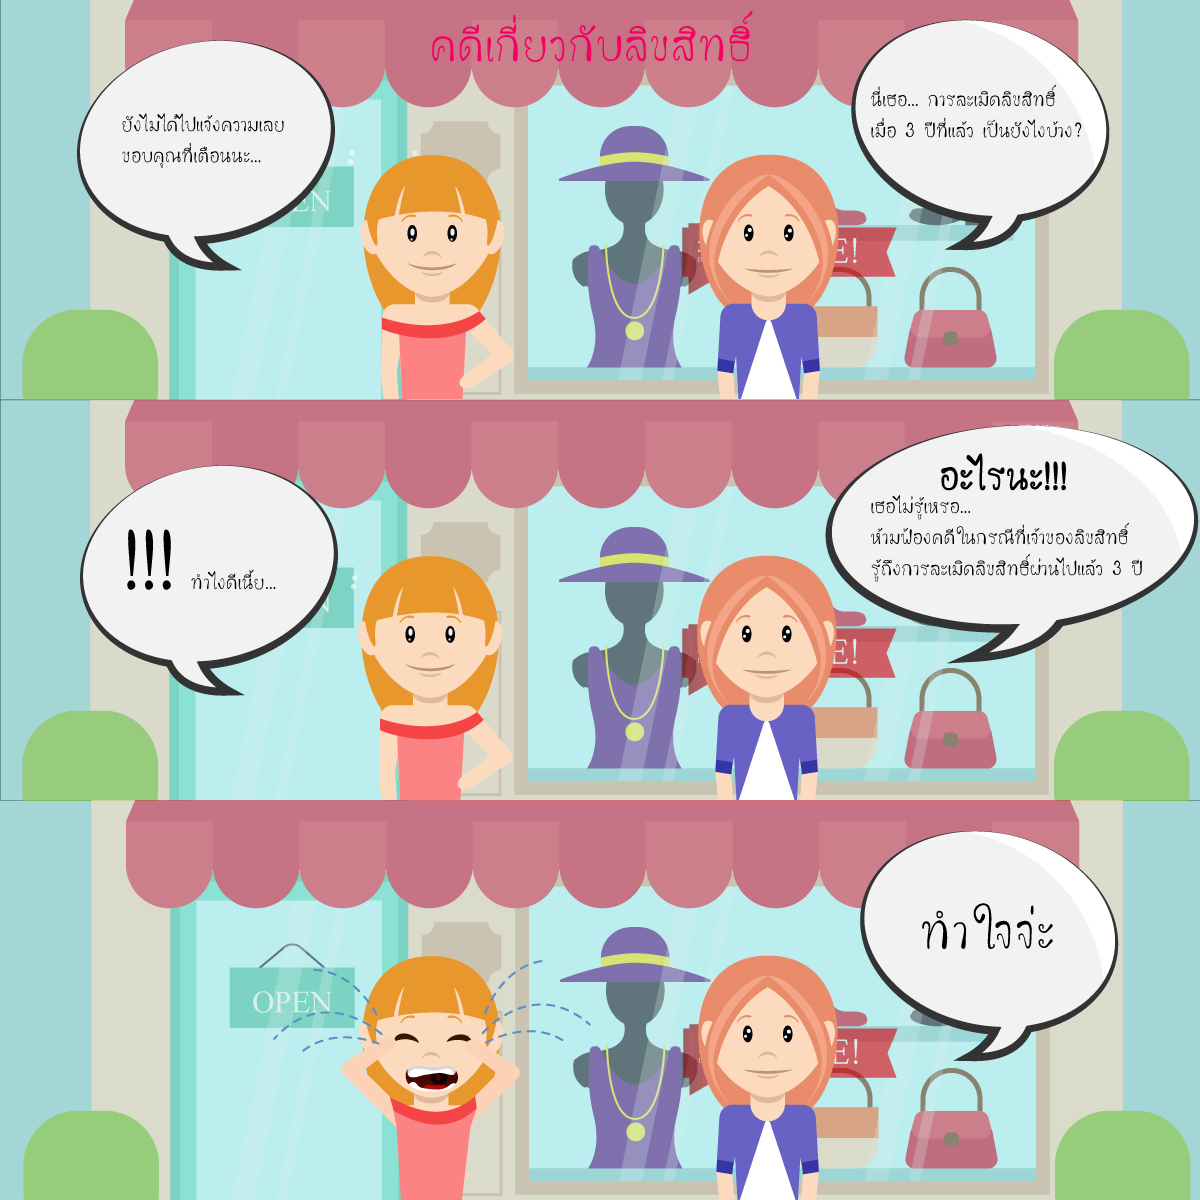 คดีเกี่ยวกับลิขสิทธิ์
นี่เธอ... การละเมิดลิขสิทธิ์
เมื่อ 3 ปีที่แล้ว เป็นยังไงบ้าง?
ยังไม่ได้ไปแจ้งความเลย
ขอบคุณที่เตือนนะ...
EN
E!
อะไรนะ!!!
เธอไม่รู้เหรอ...
ห้ามฟ้องคดีในกรณีที่เจ้าของลิขสิทธิ์
รู้ถึงการละเมิดลิขสิทธิ์ผ่านไปแล้ว 3 ปี
!!! ทำไงดีเนี้ย...
N
E!
ทำใจจ่ะ
OPEN
E!